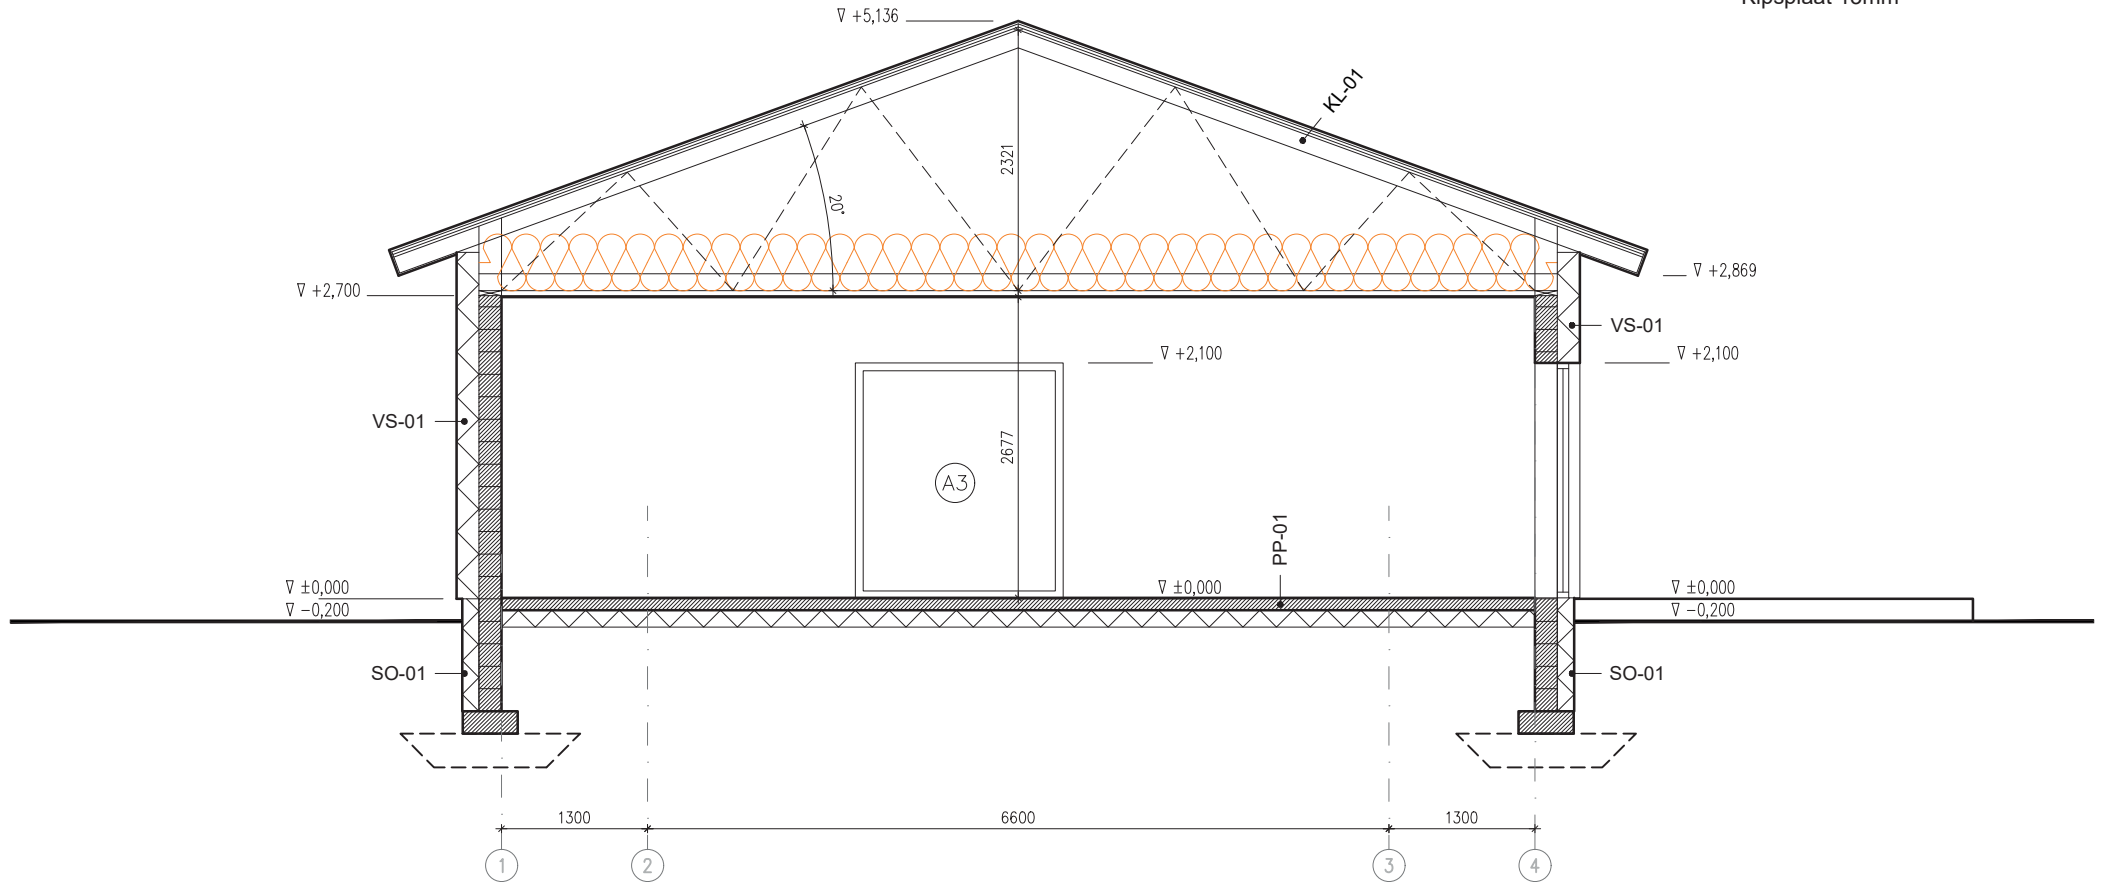 Kipsplaat 13mm
∇ +5,136
KL-01
2321
20°
∇ +2,700
∇ +2,869
VS-01
∇ +2,100
∇ +2,100
VS-01
2677
A3
PP-01
∇ ±0,000
∇ ±0,000
∇ ±0,000
∇ -0,200
∇ -0,200
SO-01
SO-01
1300
6600
1300
1
2
3
4